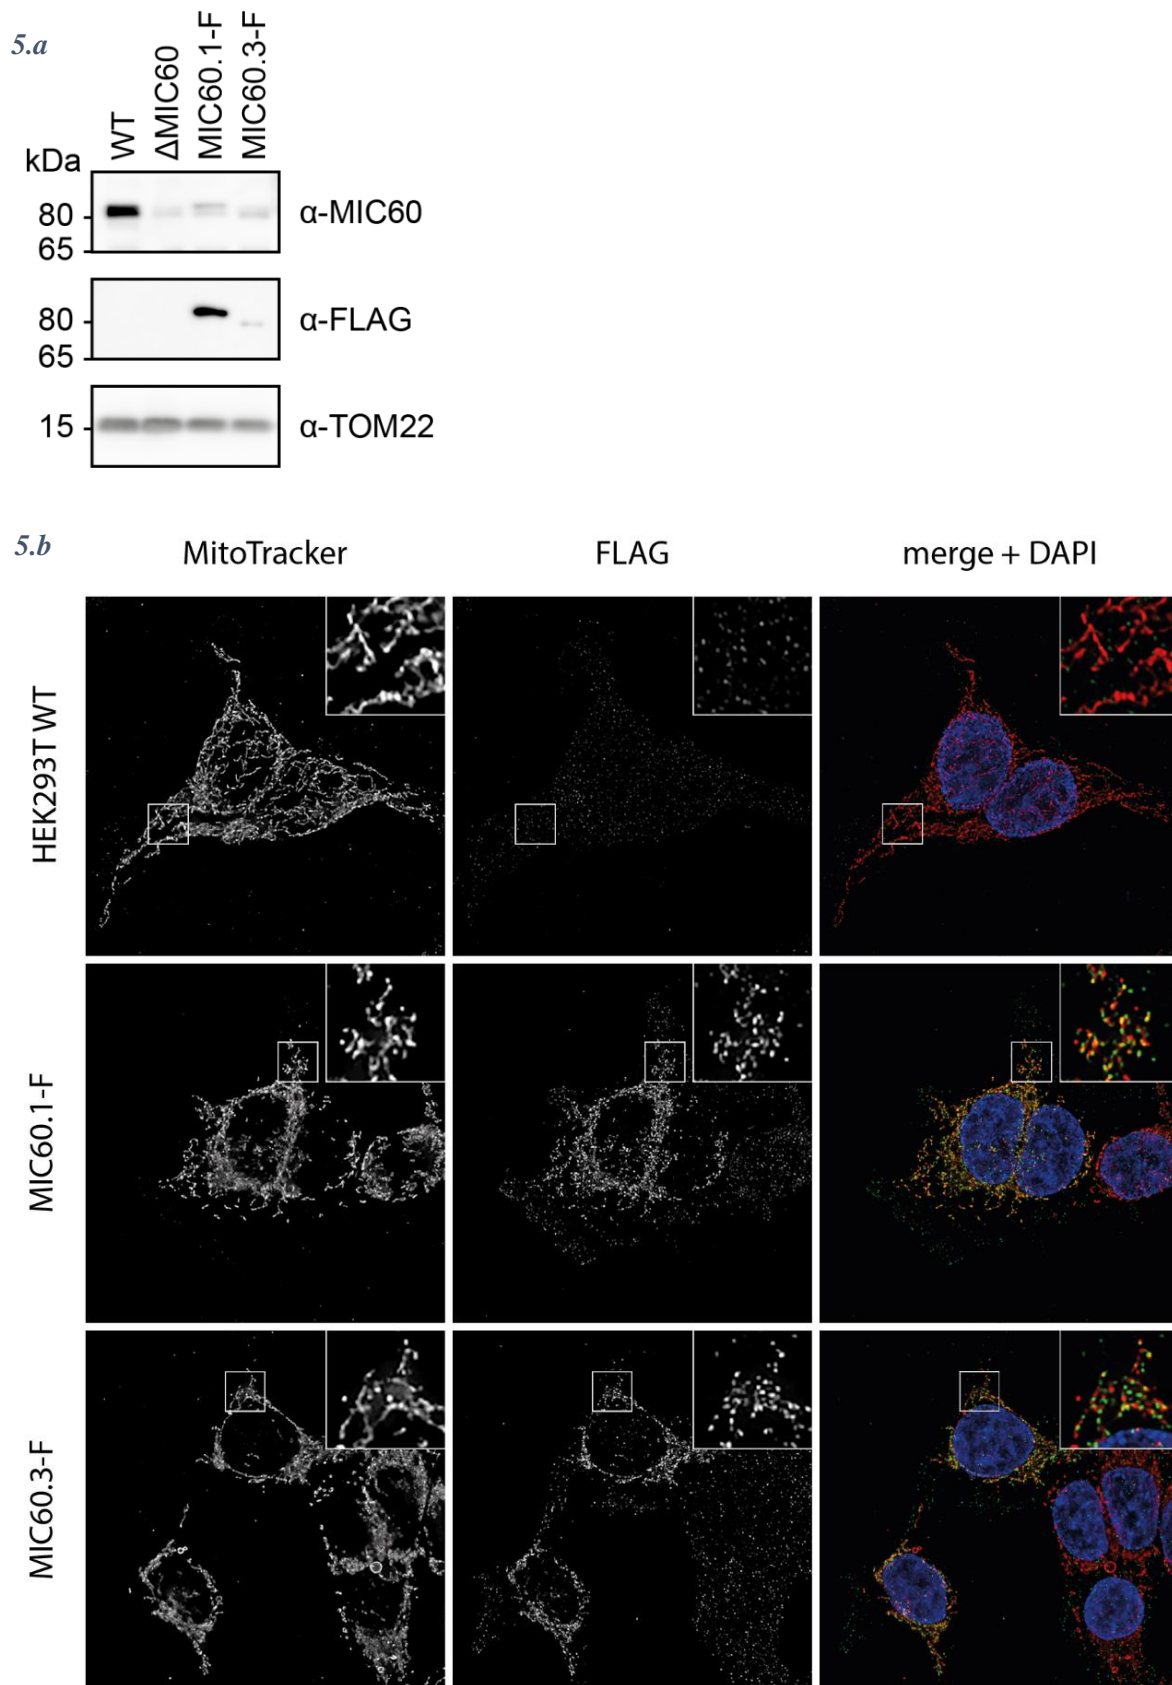 5.a
WT
ΔMIC60
MIC60.1-F
MIC60.3-F
kDa
80
65
α-MIC60
80
65
α-FLAG
15
α-TOM22
5.b
MitoTracker
FLAG
merge + DAPI
HEK293T WT
MIC60.1-F
MIC60.3-F